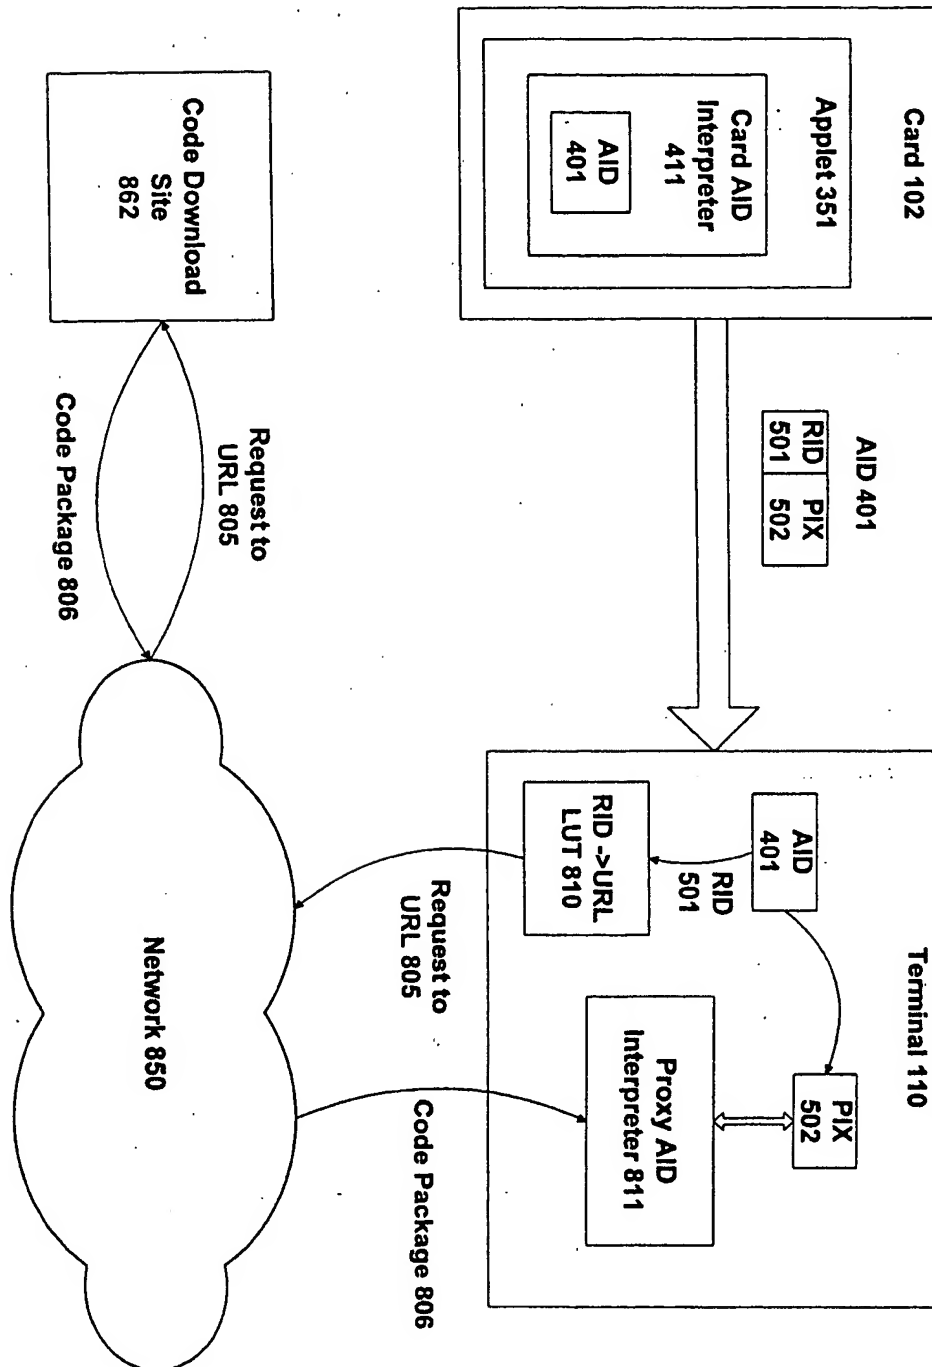 Card 102
Applet 351
Card AID
Interpreter
411
AID
401
AID 401
RID
501
PIX
502
Terminal 110
AID
401
RID
501
PIX
502
RID ->URL
LUT 810
Proxy AID
Interpreter 811
Request to
URL 805
Code Package 806
Code Download
Site
862
Request to
URL 805
Code Package 806
Network 850